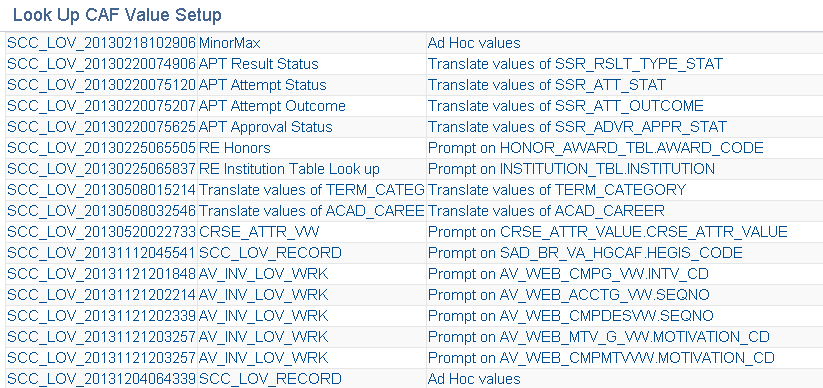 Look Up CAF Value Setup
SCC_LOV_20130218102906 MinorMax Ad Hoc values
SCC_LOV_20130220074906 APT Result Status Translate values of SSR_RSLT_TYPE_STAT
SCC_LOV_20130220075120 APT Attempt Status Translate values of SSR_ATT_STAT
SCC_LOV_20130220075207 APT Attempt Outcome Translate values of SSR_ATT_OUTCOME
SCC_LOV_20130220075625 APT Approval Status Translate values of SSR_ADVR_APPR_STAT
SCC_LOV_20130225065505 RE Honors Prompt on HONOR_AWARD_TBL.AWARD_CODE
SCC_LOV_20130225065837 RE Institution Table Look up Prompt on INSTITUTION_TBL.INSTITUTION
SCC_LOV_20130508015214 Translate values of TERM_CATEG Translate values of TERM_CATEGORY
SCC_LOV_20130508032546 Translate values of ACAD_CAREE Translate values of ACAD_CAREER
SCC_LOV_20130520022733 CRSE_ATTR_VW Prompt on CRSE_ATTR_VALUE.CRSE_ATTR_VALUE
SCC_LOV_20131112045541 SCC_LOV_RECORD Prompt on SAD_BR_VA_HGCAF.HEGIS_CODE
SCC_LOV_20131121201848 AV_INV_LOV_WRK Prompt on AV_WEB_CMPG_VW.INTV_CD
SCC_LOV_20131121202214 AV_INV_LOV_WRK Prompt on AV_WEB_ACCTG_VW.SEQNO
SCC_LOV_20131121202339 AV_INV_LOV_WRK Prompt on AV_WEB_CMPDESVW.SEQNO
SCC_LOV_20131121203257 AV_INV_LOV_WRK Prompt on AV_WEB_MTV_G_VW.MOTIVATION_CD
SCC_LOV_20131121203257 AV_INV_LOV_WRK Prompt on AV_WEB_CMPMTVVW.MOTIVATION_CD
SCC_LOV_20131204064339 SCC_LOV_RECORD Ad Hoc values